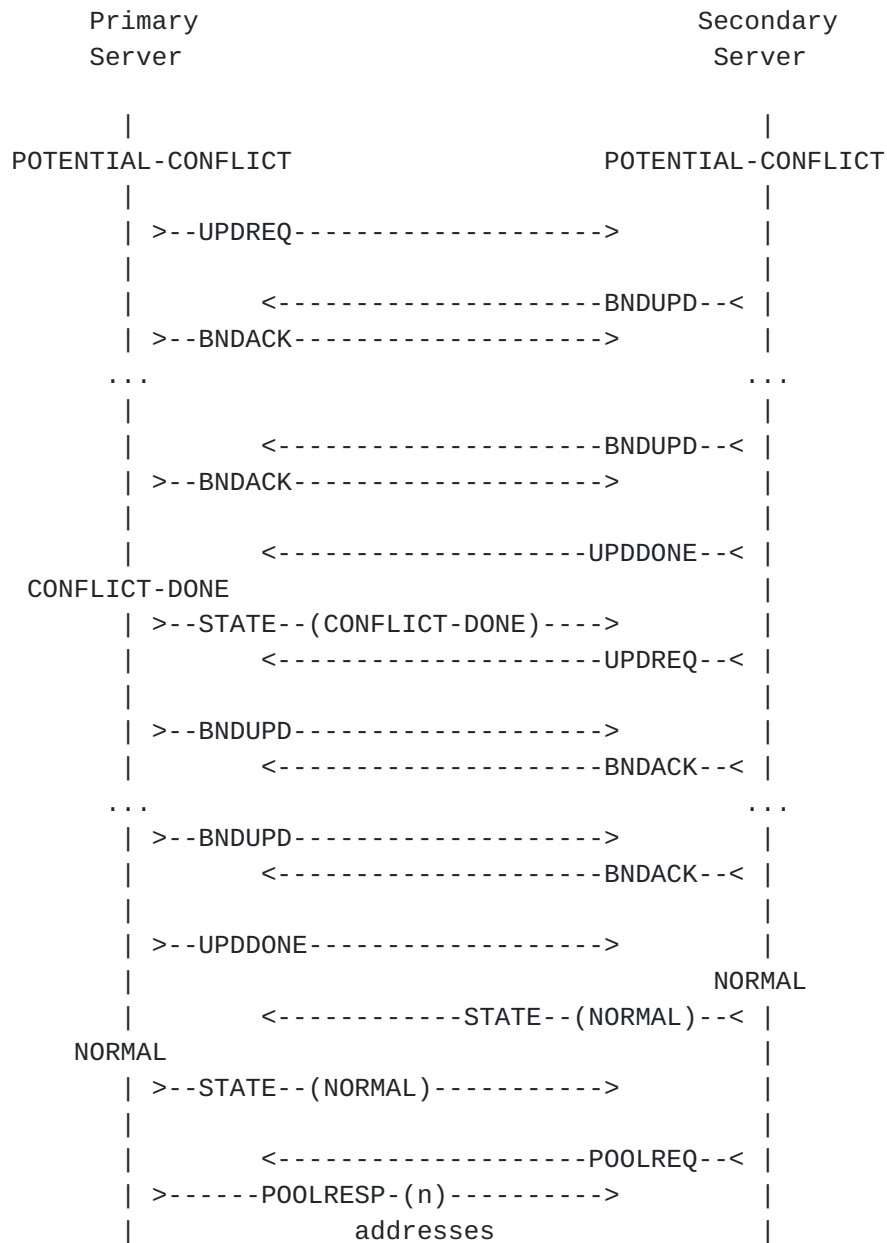 Primary                                Secondary
Server                                  Server
|                                         |
POTENTIAL-CONFLICT                    POTENTIAL-CONFLICT
|                                         |
| >--UPDREQ--------------------->         |
|                                         |
|        <---------------------BNDUPD--< |
| >--BNDACK--------------------->         |
...                                       ...
|                                         |
|        <---------------------BNDUPD--< |
| >--BNDACK--------------------->         |
|                                         |
|        <--------------------UPDDONE--< |
CONFLICT-DONE                             |
| >--STATE--(CONFLICT-DONE)---->          |
|        <---------------------UPDREQ--< |
|                                         |
| >--BNDUPD--------------------->         |
|        <---------------------BNDACK--< |
...                                       ...
| >--BNDUPD--------------------->         |
|        <---------------------BNDACK--< |
|                                         |
| >--UPDDONE-------------------->         |
|                                      NORMAL
|        <------------STATE--(NORMAL)--< |
NORMAL                                    |
| >--STATE--(NORMAL)----------->          |
|                                         |
|        <--------------------POOLREQ--< |
| >------POOLRESP-(n)---------->          |
|              addresses                  |